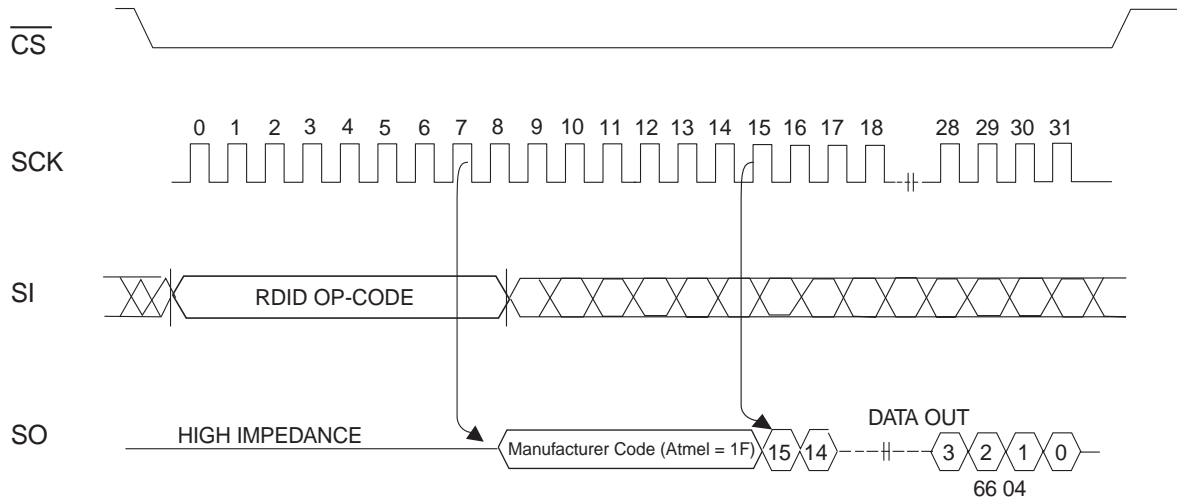 CS
0 1 2 3 4 5 6 7 8 9 10 11 12 13 14 15 16 17 18 28 29 30 31
SCK
SI
RDID OP-CODE
SO
HIGH IMPEDANCE
DATA OUT
Manufacturer Code (Atmel = 1F)
15 14 3 2 1 0
66 04